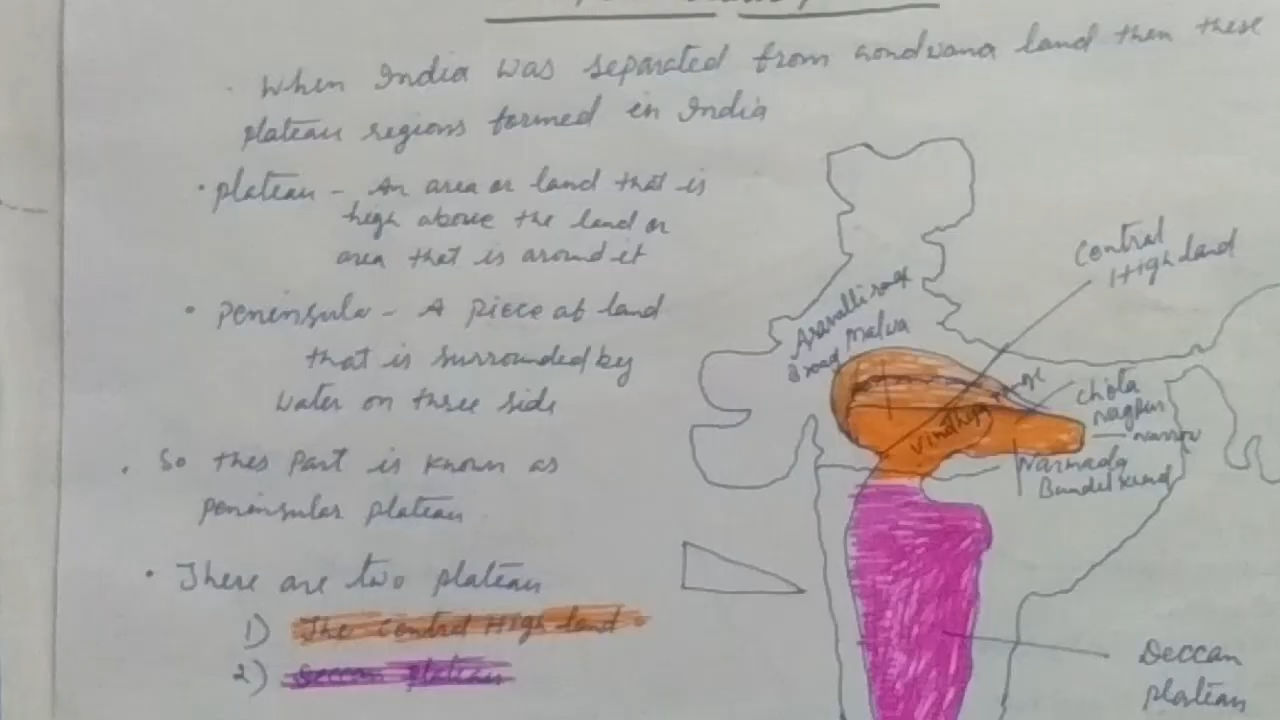 When India was separated from Gondwana land then these
plateau regions formed in India
• plateau - An area or land that is
high above the land or
area that is around it
• Peninsula - A piece of land
that is surrounded by
water on three side
• So this part is known as
peninsular plateau
• There are two plateau
1) The Central High land
2) Deccan plateau
Central
High land
Aravalli
Broad Malwa
Vindhya
Chota
nagpur
narrow
Narmada
Bundelkhand
Deccan
plateau